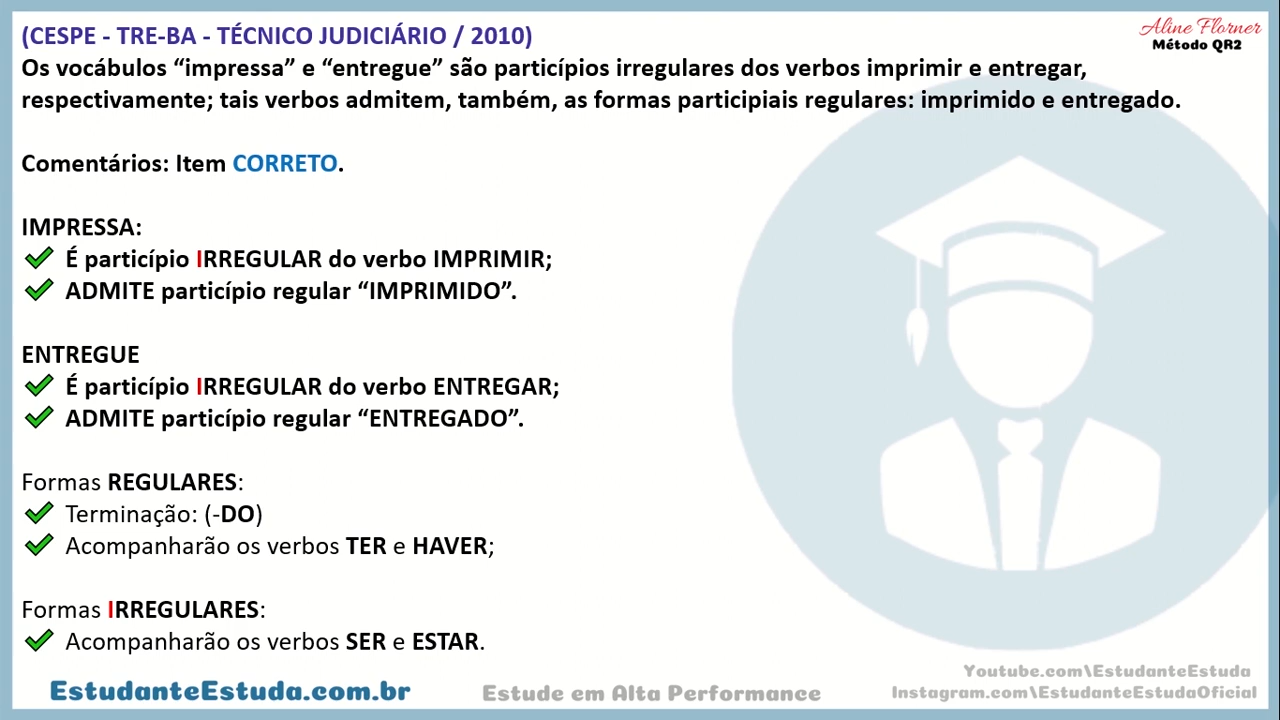 (CESPE - TRE-BA - TÉCNICO JUDICIÁRIO / 2010)
Aline Florner
Método QR2
Os vocábulos “impressa” e “entregue” são particípios irregulares dos verbos imprimir e entregar,
respectivamente; tais verbos admitem, também, as formas participiais regulares: imprimido e entregado.
Comentários: Item CORRETO.
IMPRESSA:
É particípio IRREGULAR do verbo IMPRIMIR;
ADMITE particípio regular “IMPRIMIDO”.
ENTREGUE
É particípio IRREGULAR do verbo ENTREGAR;
ADMITE particípio regular “ENTREGADO”.
Formas REGULARES:
Terminação: (-DO)
Acompanharão os verbos TER e HAVER;
Formas IRREGULARES:
Acompanharão os verbos SER e ESTAR.
EstudanteEstuda.com.br
Estude em Alta Performance
Youtube.com\EstudanteEstuda
Instagram.com\EstudanteEstudaOficial